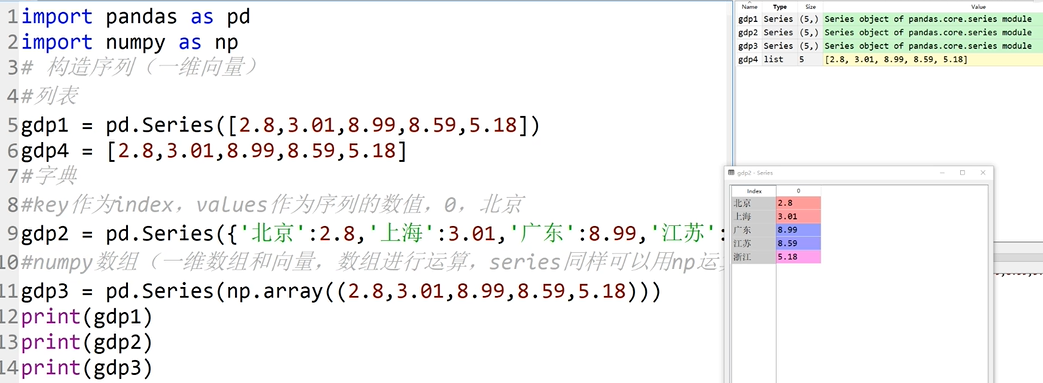 1 import pandas as pd
2 import numpy as np
3 # 构造序列（一维向量）
4 #列表
5 gdp1 = pd.Series([2.8,3.01,8.99,8.59,5.18])
6 gdp4 = [2.8,3.01,8.99,8.59,5.18]
7 #字典
8 #key作为index，values作为序列的数值，0，北京
9 gdp2 = pd.Series({'北京':2.8,'上海':3.01,'广东':8.99,'江苏':
10 #numpy数组（一维数组和向量，数组进行运算，series同样可以用np运
11 gdp3 = pd.Series(np.array((2.8,3.01,8.99,8.59,5.18)))
12 print(gdp1)
13 print(gdp2)
14 print(gdp3)
Name Type Size Value
gdp1 Series (5,) Series object of pandas.core.series module
gdp2 Series (5,) Series object of pandas.core.series module
gdp3 Series (5,) Series object of pandas.core.series module
gdp4 list 5 [2.8, 3.01, 8.99, 8.59, 5.18]
gdp2 - Series
Index 0
北京 2.8
上海 3.01
广东 8.99
江苏 8.59
浙江 5.18